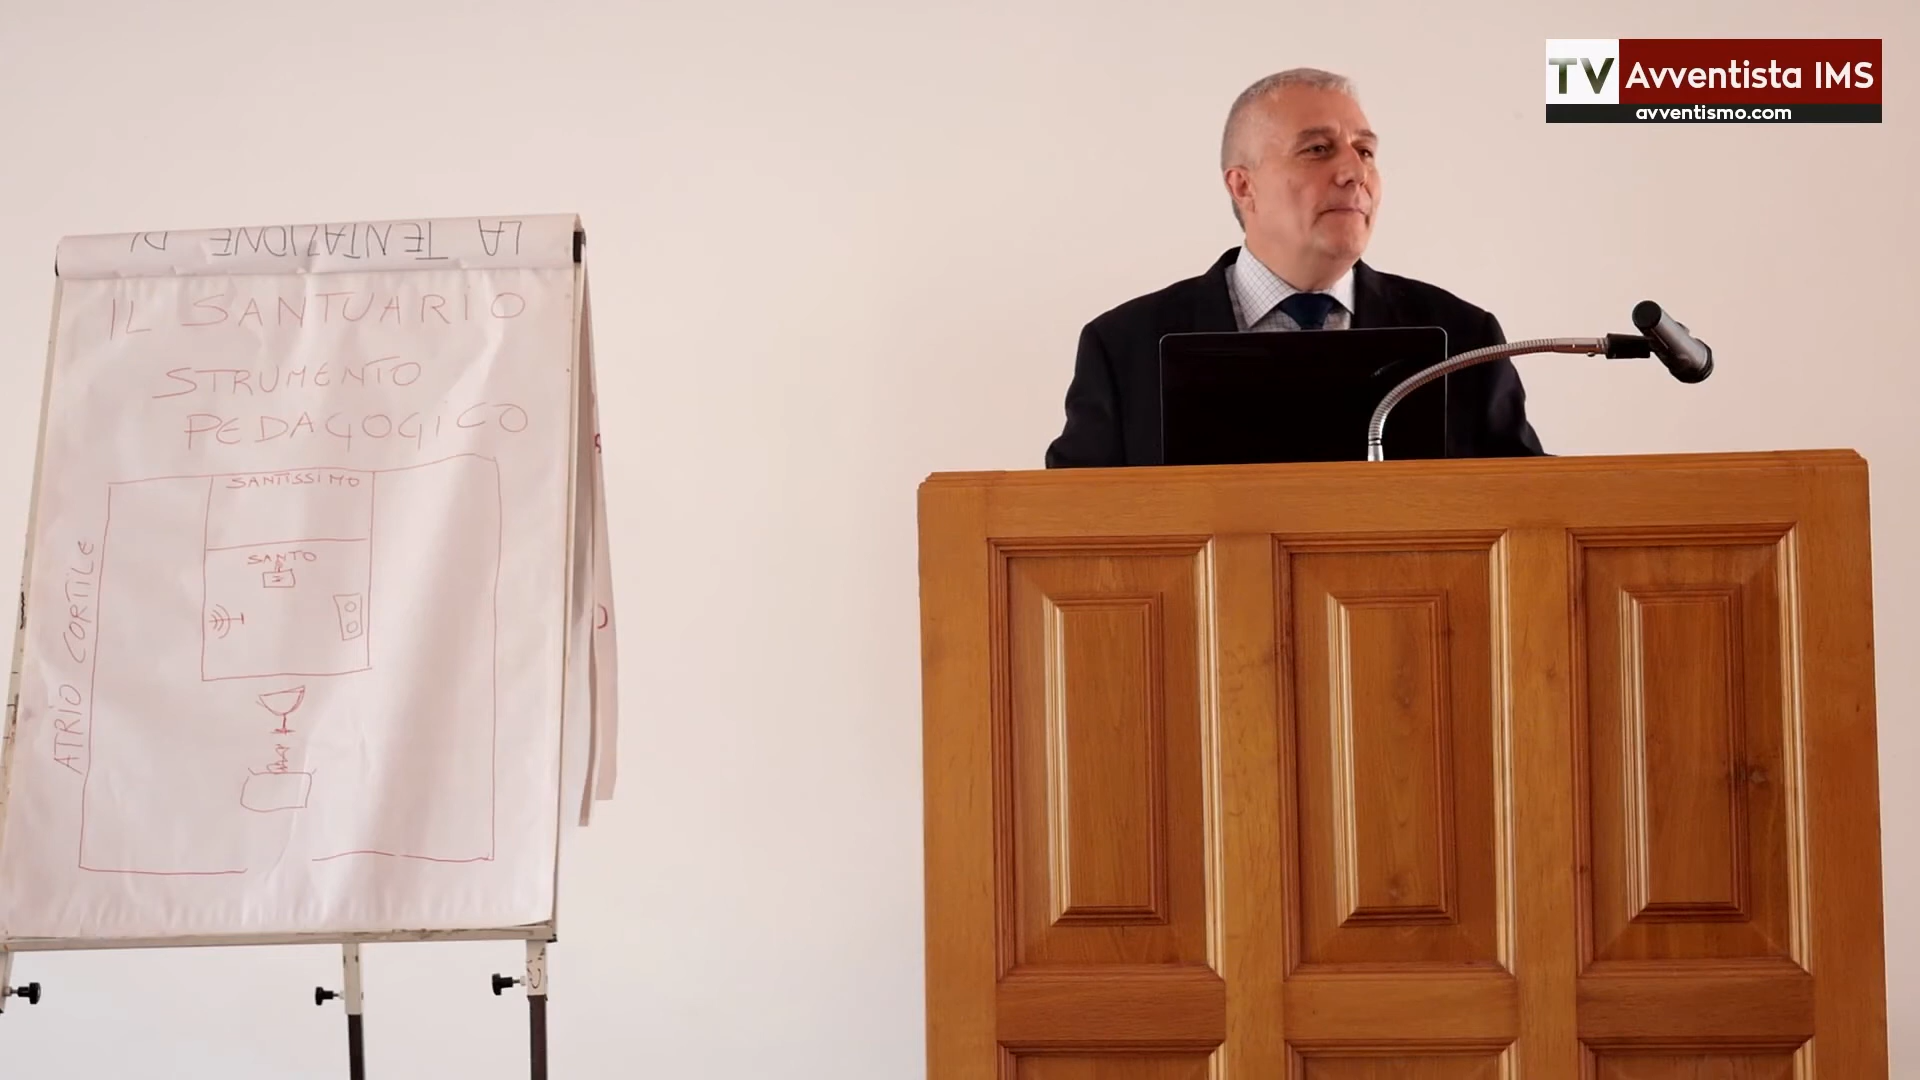 TV Avventista IMS
avventismo.com
LA TENTAZIONE DI
IL SANTUARIO
STRUMENTO
PEDAGOGICO
SANTISSIMO
SANTO
ATRIO CORTILE